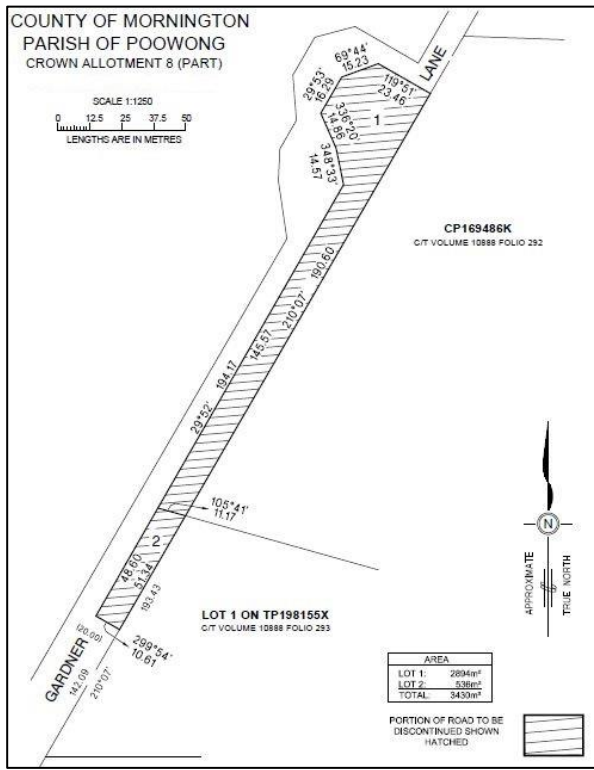 COUNTY OF MORNINGTON
PARISH OF POOWONG
CROWN ALLOTMENT 8 (PART)
SCALE 1:1250
0 12.5 25 37.5 50
LENGTHS ARE IN METRES
LANE
69°44'
15.23
119°51'
23.46
29°53'
16.29
336°20'
14.86
1
348°33'
14.57
CP169486K
C/T VOLUME 10888 FOLIO 292
190.60
210°07'
145.57
194.17
29°52'
105°41'
11.17
2
48.60
51.34
193.43
LOT 1 ON TP198155X
C/T VOLUME 10888 FOLIO 293
(20.00)
299°54'
10.61
GARDNER
142.09
210°07'
N
APPROXIMATE
TRUE NORTH
AREA
LOT 1: 2894m²
LOT 2: 536m²
TOTAL: 3430m²
PORTION OF ROAD TO BE
DISCONTINUED SHOWN
HATCHED